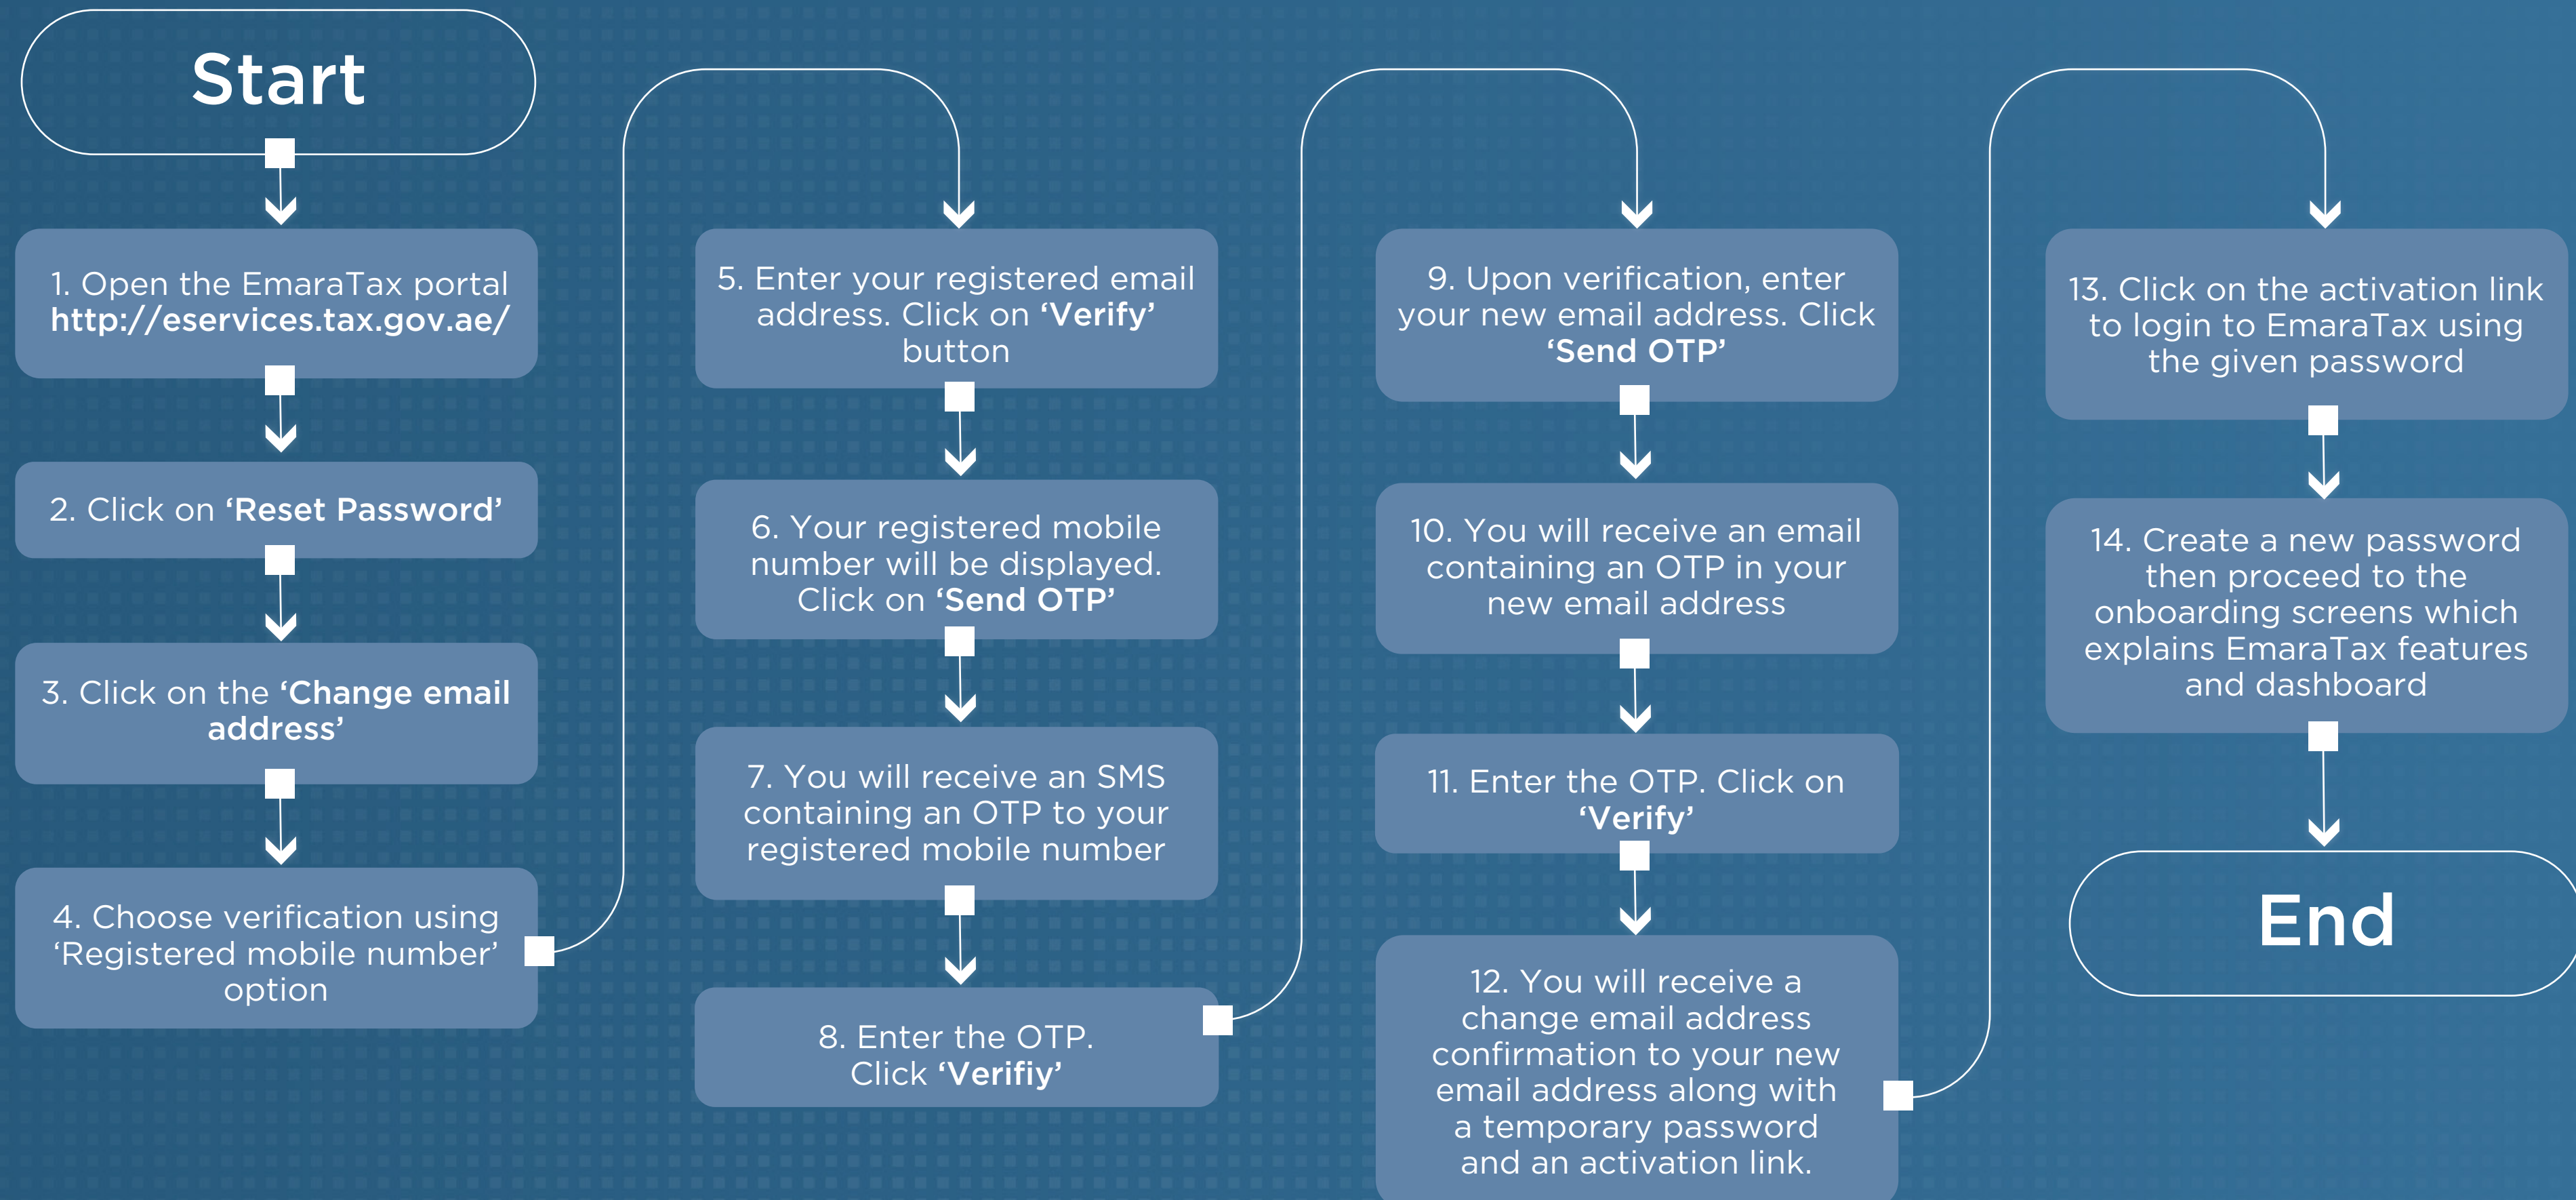 Start
1. Open the EmaraTax portal
http://eservices.tax.gov.ae/
2. Click on ‘Reset Password’
3. Click on the ‘Change email
address’
4. Choose verification using
‘Registered mobile number’
option
5. Enter your registered email
address. Click on ‘Verify’
button
6. Your registered mobile
number will be displayed.
Click on ‘Send OTP’
7. You will receive an SMS
containing an OTP to your
registered mobile number
8. Enter the OTP.
Click ‘Verifiy’
9. Upon verification, enter
your new email address. Click
‘Send OTP’
10. You will receive an email
containing an OTP in your
new email address
11. Enter the OTP. Click on
‘Verify’
12. You will receive a
change email address
confirmation to your new
email address along with
a temporary password
and an activation link.
13. Click on the activation link
to login to EmaraTax using
the given password
14. Create a new password
then proceed to the
onboarding screens which
explains EmaraTax features
and dashboard
End